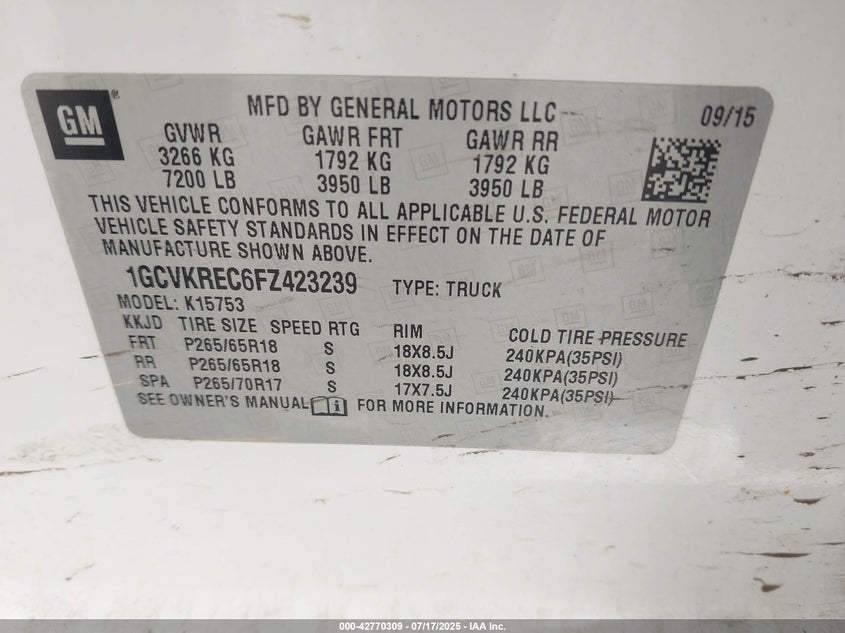 GM®
MFD BY GENERAL MOTORS LLC
09/15
GVWR GAWR FRT GAWR RR
3266 KG 1792 KG 1792 KG
7200 LB 3950 LB 3950 LB
THIS VEHICLE CONFORMS TO ALL APPLICABLE U.S. FEDERAL MOTOR
VEHICLE SAFETY STANDARDS IN EFFECT ON THE DATE OF
MANUFACTURE SHOWN ABOVE.
1GCVKREC6FZ423239 TYPE: TRUCK
MODEL: K15753
KKJD TIRE SIZE SPEED RTG RIM COLD TIRE PRESSURE
FRT P265/65R18 S 18X8.5J 240KPA(35PSI)
RR P265/65R18 S 18X8.5J 240KPA(35PSI)
SPA P265/70R17 S 17X7.5J 240KPA(35PSI)
SEE OWNER'S MANUAL FOR MORE INFORMATION.
000-42770309 - 07/17/2025 - IAA Inc.